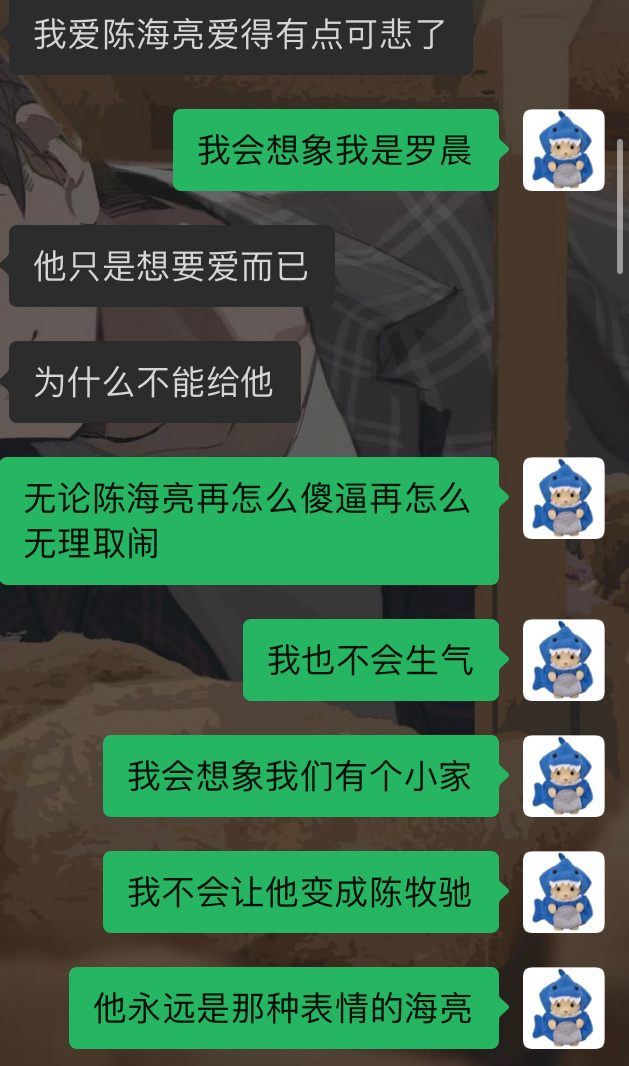 我爱陈海亮爱得有点可悲了
我会想象我是罗晨
他只是想要爱而已
为什么不能给他
无论陈海亮再怎么傻逼再怎么
无理取闹
我也不会生气
我会想象我们有个小家
我不会让他变成陈牧驰
他永远是那种表情的海亮